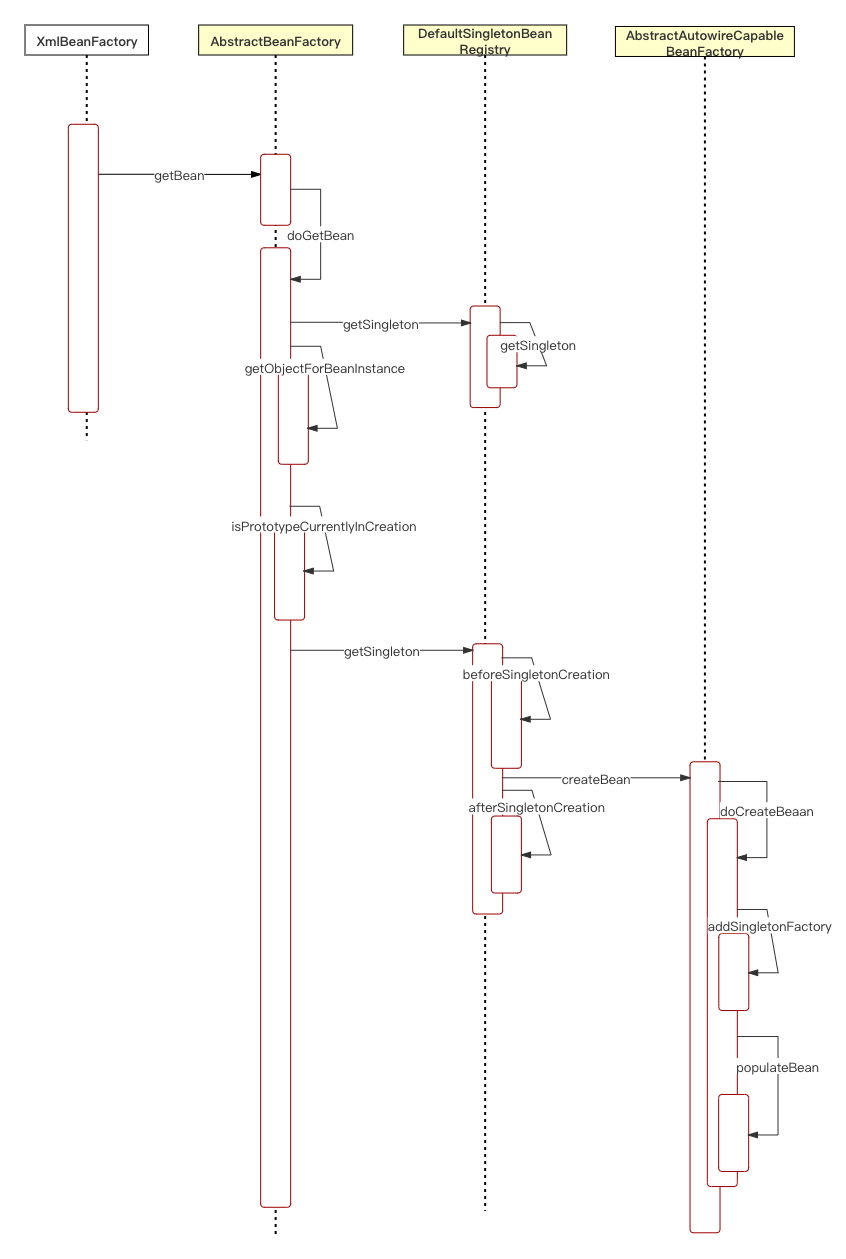 XmlBeanFactory
AbstractBeanFactory
DefaultSingletonBean
Registry
AbstractAutowireCapable
BeanFactory
getBean
doGetBean
getSingleton
getSingleton
getObjectForBeanInstance
isPrototypeCurrentlyInCreation
getSingleton
beforeSingletonCreation
createBean
afterSingletonCreation
doCreateBeaan
addSingletonFactory
populateBean